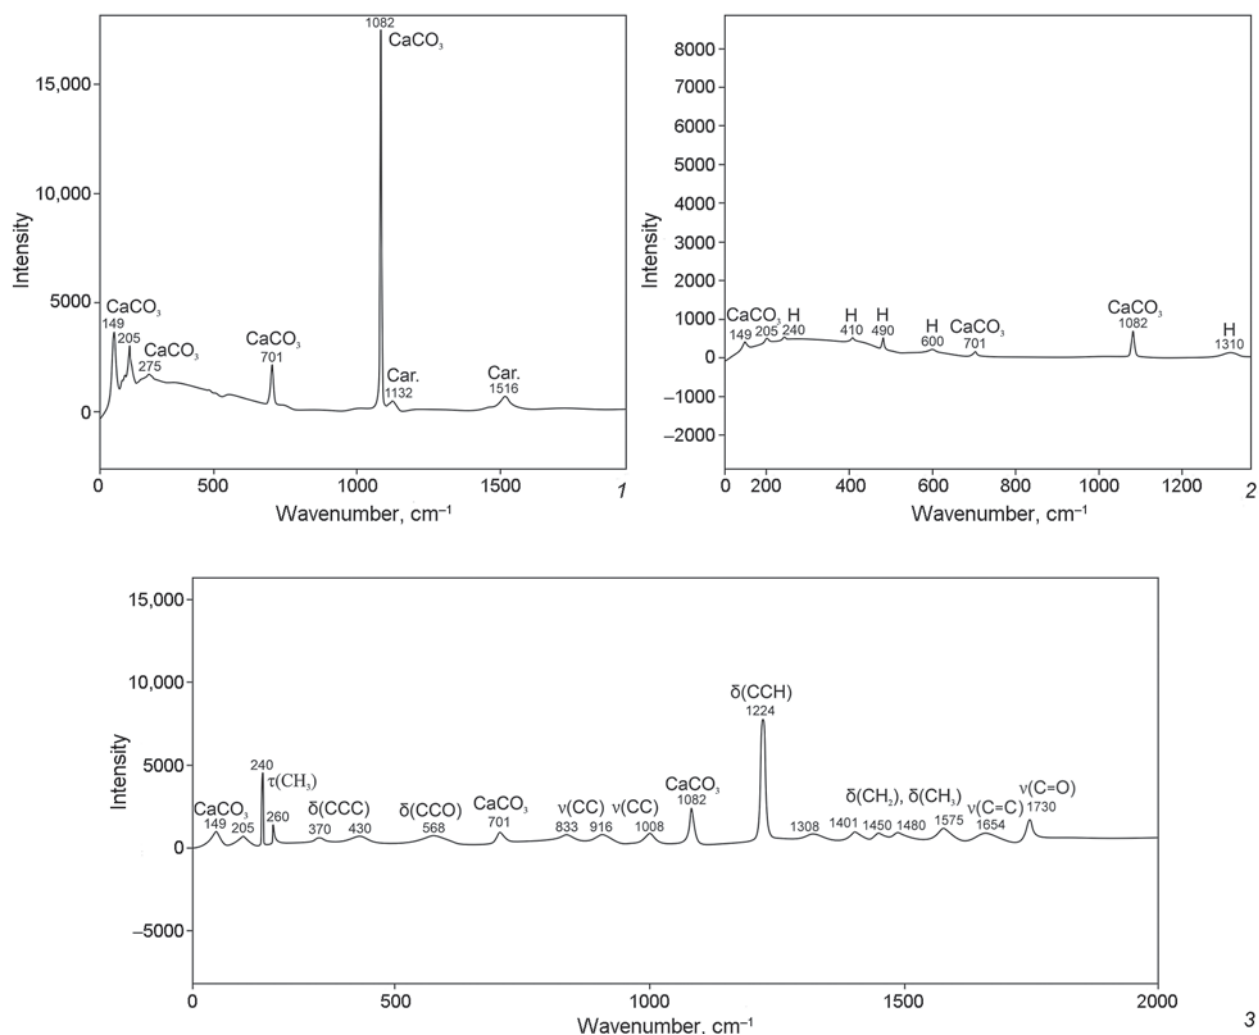 1082
CaCO₃
15,000
10,000
Intensity
5000
CaCO₃
149
205
CaCO₃
275
CaCO₃
701
Car.
1132
Car.
1516
0
0 500 1000 1500
1
Wavenumber, cm⁻¹
8000
7000
6000
5000
4000
3000
2000
1000
0
−1000
−2000
Intensity
CaCO₃ H H H H CaCO₃ CaCO₃ H
149 205 240 410 490 600 701 1082 1310
0 200 400 600 800 1000 1200
2
Wavenumber, cm⁻¹
15,000
10,000
5000
0
−5000
Intensity
CaCO₃
149 205
240
τ(CH₃)
260
δ(CCC)
370 430
δ(CCO)
568
CaCO₃
701
ν(CC) ν(CC)
833 916 1008
CaCO₃
1082
δ(CCH)
1224
1308
δ(CH₂), δ(CH₃)
1401 1450 1480 1575
ν(C=C)
1654
ν(C=O)
1730
0 500 1000 1500 2000
3
Wavenumber, cm⁻¹